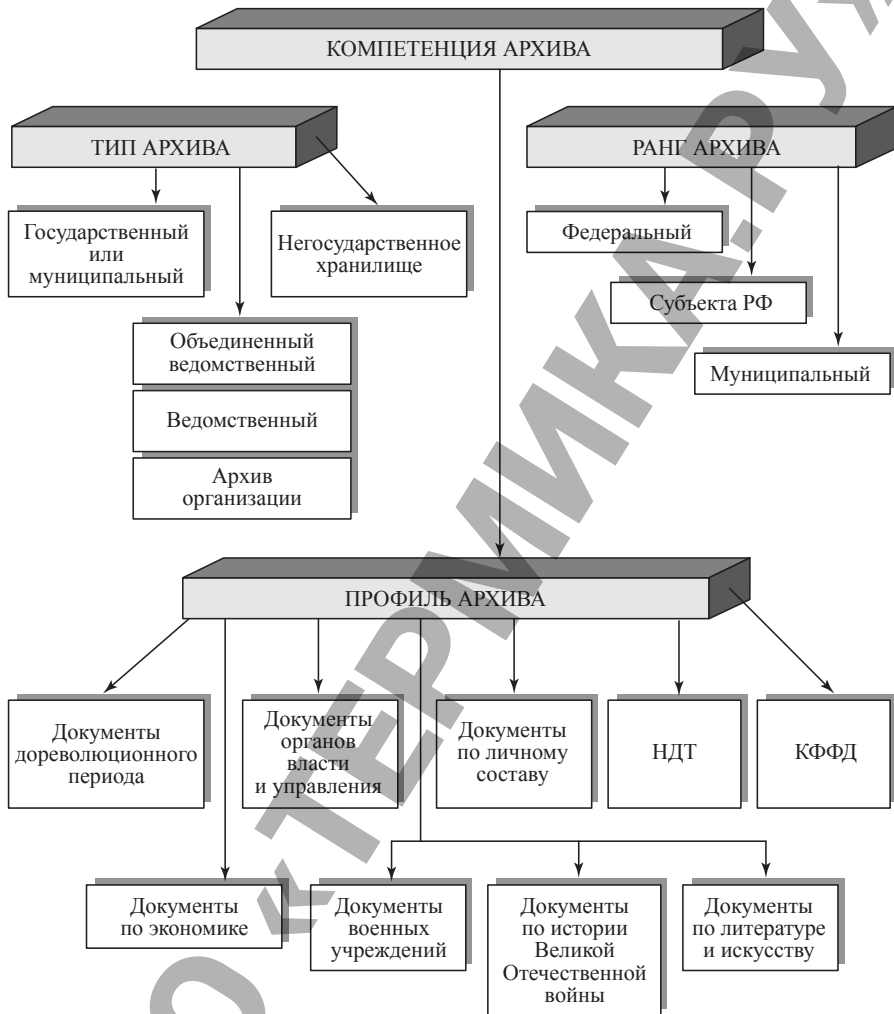 КОМПЕТЕНЦИЯ АРХИВА
ТИП АРХИВА
РАНГ АРХИВА
Государственный
или
муниципальный
Негосударственное
хранилище
Объединенный
ведомственный
Ведомственный
Архив
организации
Федеральный
Субъекта РФ
Муниципальный
ПРОФИЛЬ АРХИВА
Документы
дореволюционного
периода
Документы
органов
власти
и управления
Документы
по личному
составу
НДТ
КФФД
Документы
по экономике
Документы
военных
учреждений
Документы
по истории
Великой
Отечественной
войны
Документы
по литературе
и искусству
«ТЕРМИКА.РУ»